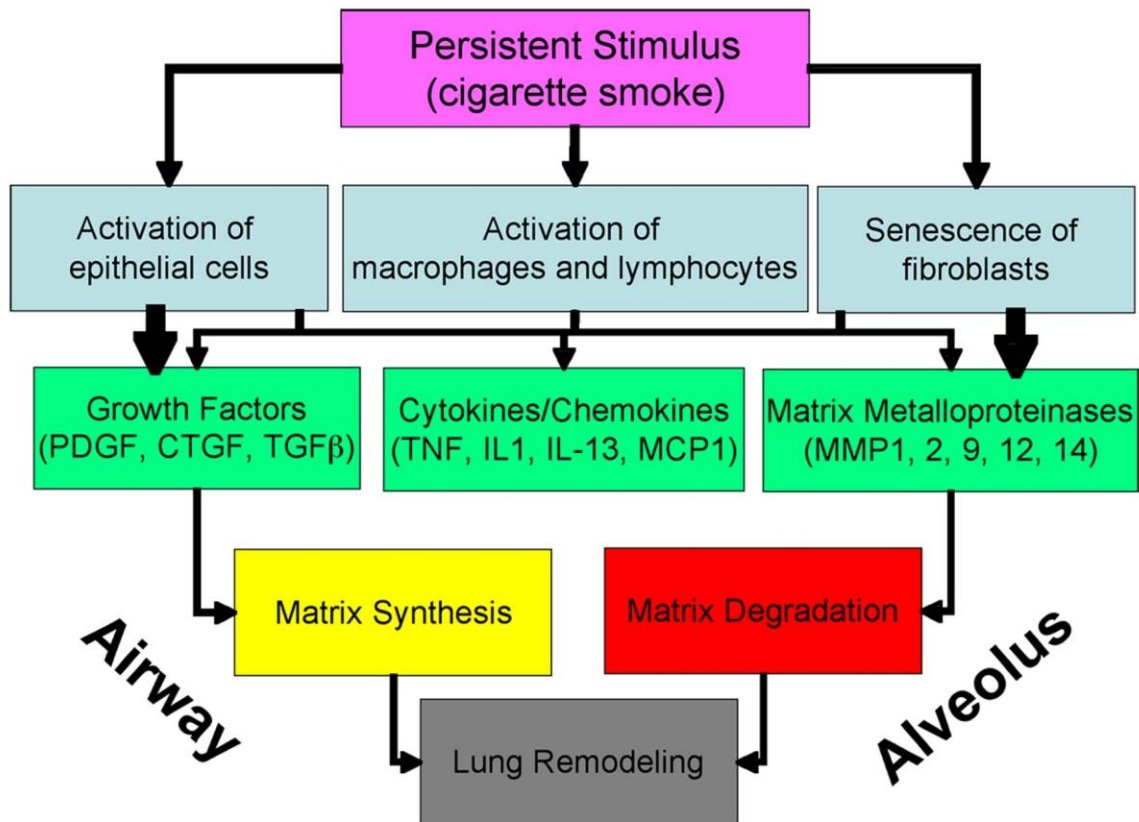 Persistent Stimulus
(cigarette smoke)
Activation of
epithelial cells
Activation of
macrophages and lymphocytes
Senescence of
fibroblasts
Growth Factors
(PDGF, CTGF, TGFβ)
Cytokines/Chemokines
(TNF, IL1, IL-13, MCP1)
Matrix Metalloproteinases
(MMP1, 2, 9, 12, 14)
Matrix Synthesis
Matrix Degradation
Airway
Alveolus
Lung Remodeling